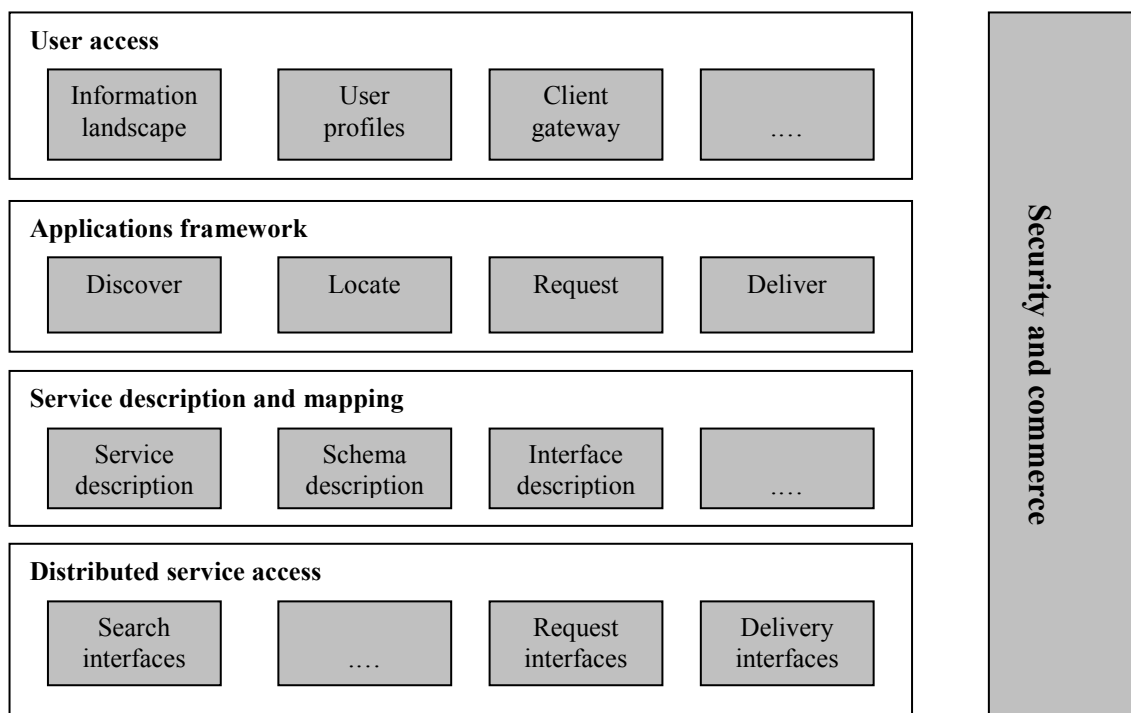 User access
Information
landscape
User
profiles
Client
gateway
….
Applications framework
Discover
Locate
Request
Deliver
Service description and mapping
Service
description
Schema
description
Interface
description
….
Distributed service access
Search
interfaces
….
Request
interfaces
Delivery
interfaces
Security and commerce